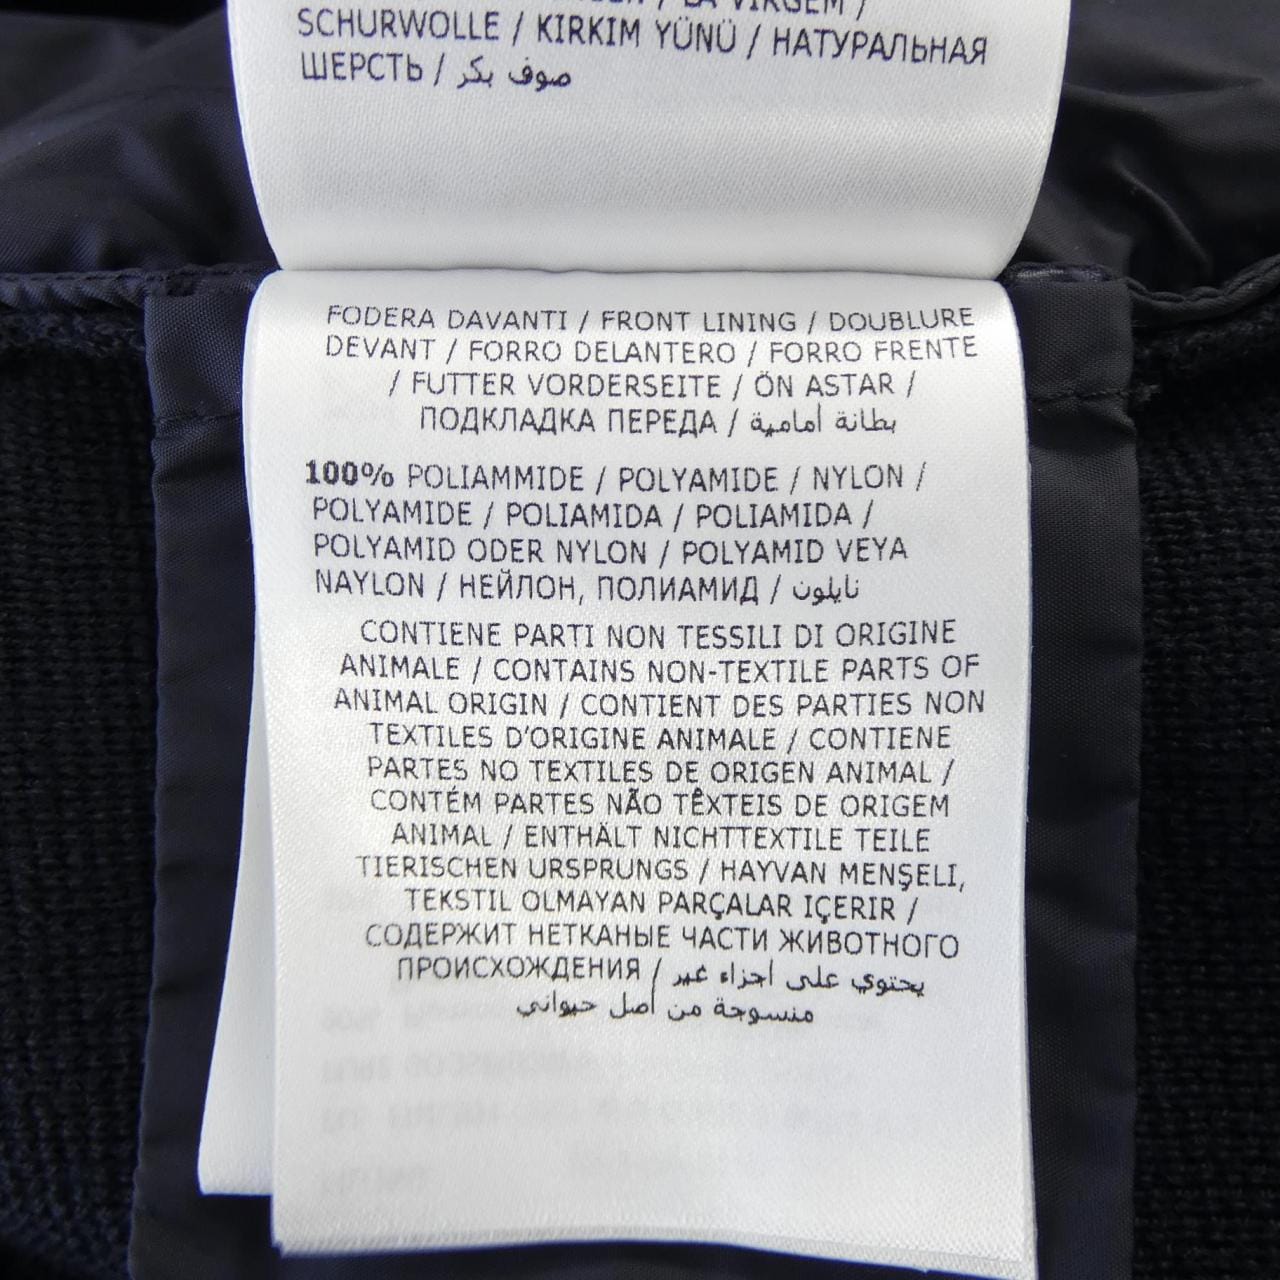 LA VIRGEM /
SCHURWOLLE / KIRKIM YÜNÜ / НАТУРАЛЬНАЯ
ШЕРСТЬ / صوف بكر
FODERA DAVANTI / FRONT LINING / DOUBLURE
DEVANT / FORRO DELANTERO / FORRO FRENTE
/ FUTTER VORDERSEITE / ÖN ASTAR /
ПОДКЛАДКА ПЕРЕДА / بطانة أمامية
100% POLIAMMIDE / POLYAMIDE / NYLON /
POLYAMIDE / POLIAMIDA / POLIAMIDA /
POLYAMID ODER NYLON / POLYAMID VEYA
NAYLON / НЕЙЛОН, ПОЛИАМИД / نايلون
CONTIENE PARTI NON TESSILI DI ORIGINE
ANIMALE / CONTAINS NON-TEXTILE PARTS OF
ANIMAL ORIGIN / CONTIENT DES PARTIES NON
TEXTILES D'ORIGINE ANIMALE / CONTIENE
PARTES NO TEXTILES DE ORIGEN ANIMAL /
CONTÉM PARTES NÃO TÊXTEIS DE ORIGEM
ANIMAL / ENTHÄLT NICHTTEXTILE TEILE
TIERISCHEN URSPRUNGS / HAYVAN MENŞELI,
TEKSTIL OLMAYAN PARÇALAR IÇERIR /
СОДЕРЖИТ НЕТКАНЫЕ ЧАСТИ ЖИВОТНОГО
ПРОИСХОЖДЕНИЯ / يحتوي على اجزاء غير
منسوجة من أصل حيواني